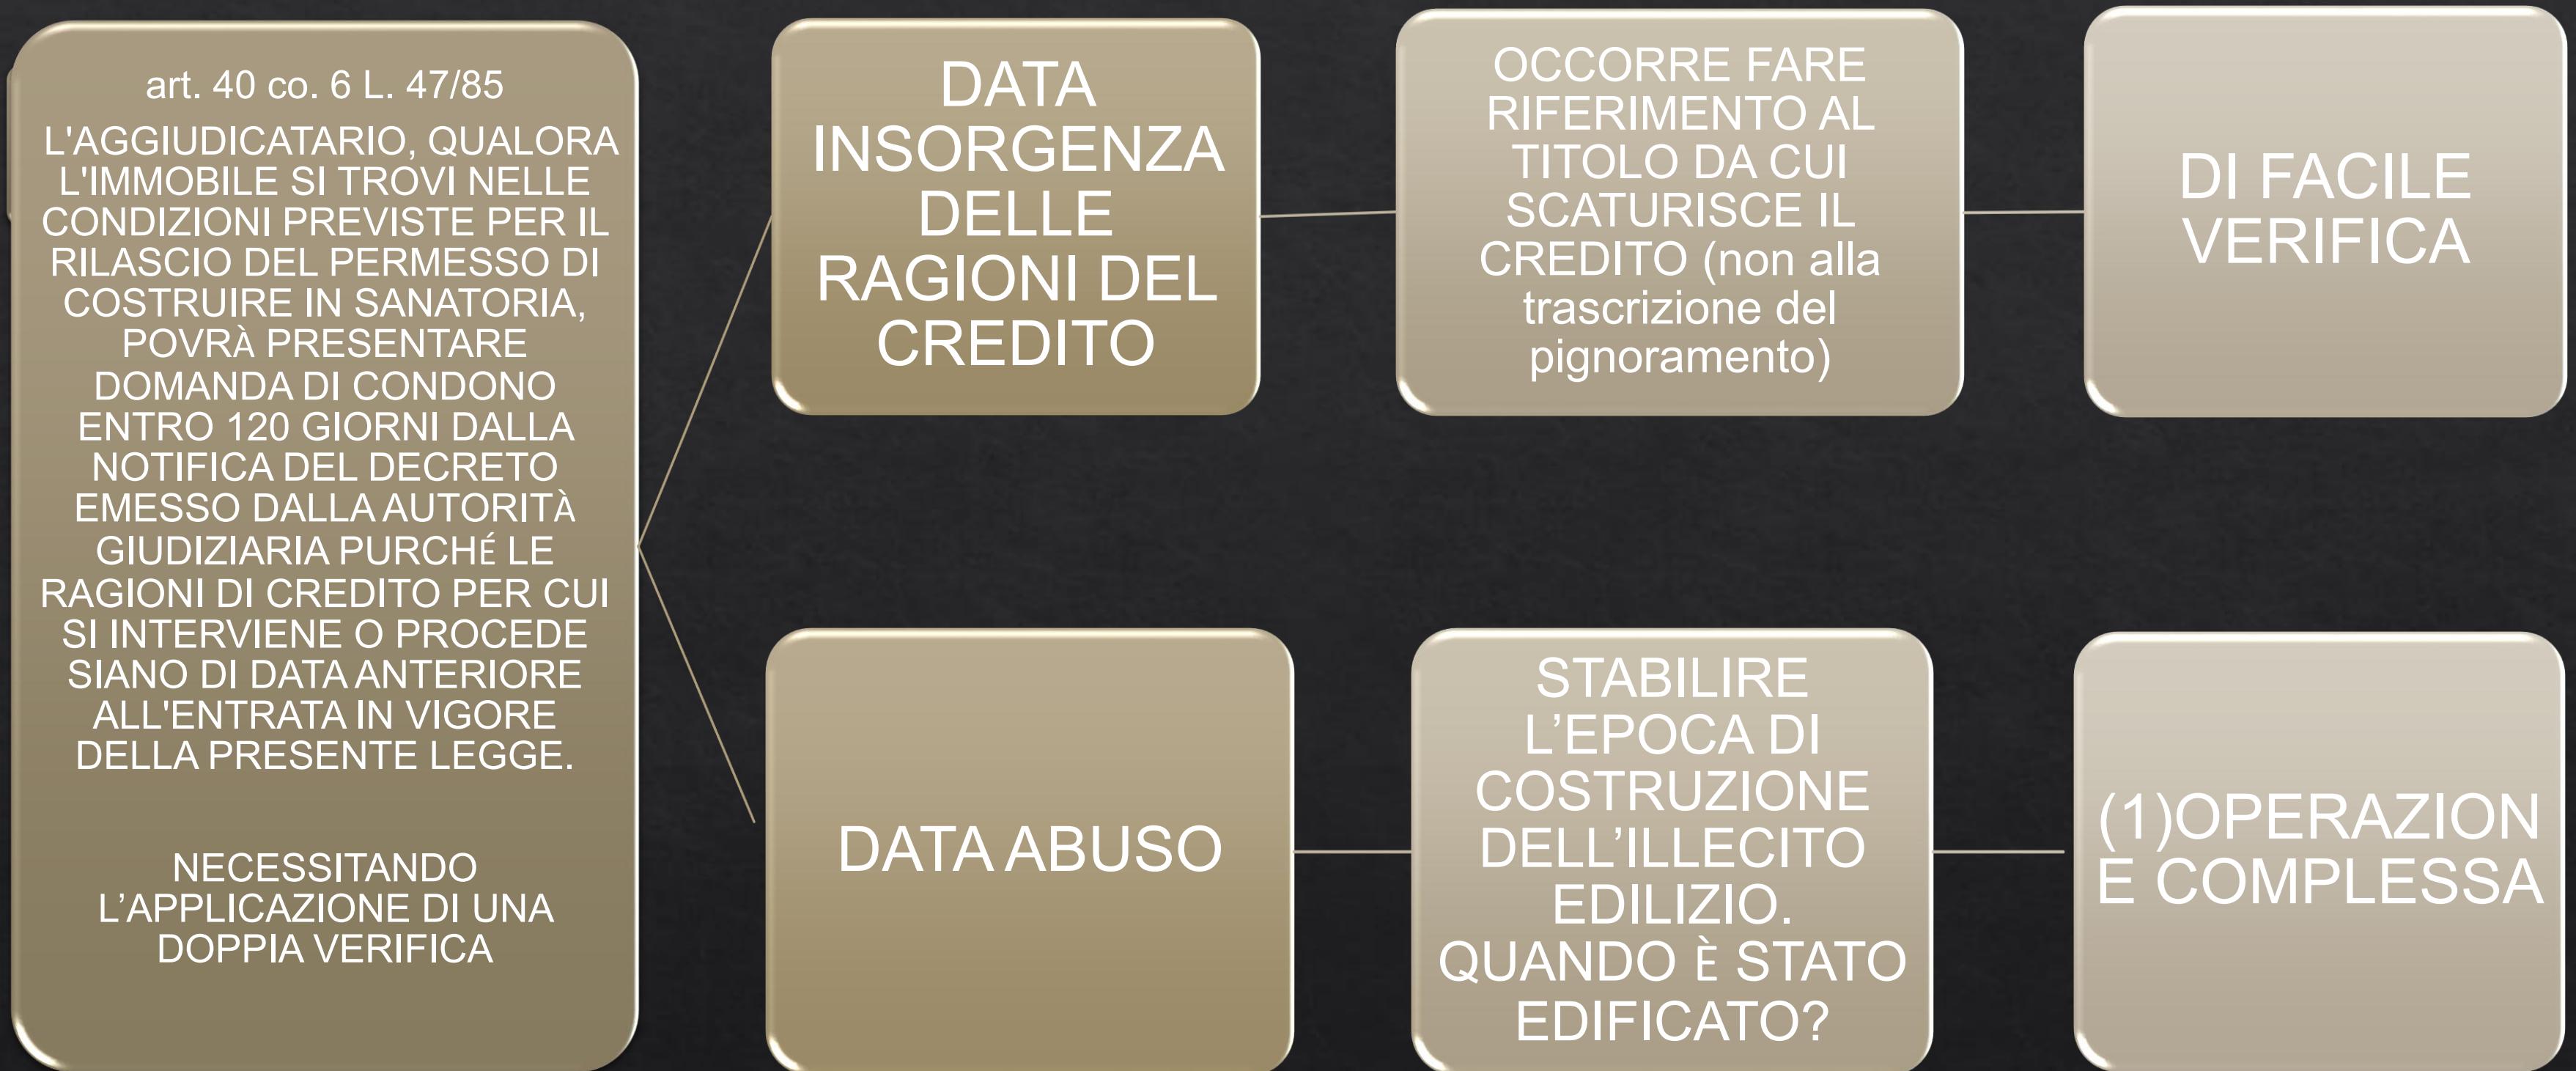 art. 40 co. 6 L. 47/85
L'AGGIUDICATARIO, QUALORA
L'IMMOBILE SI TROVI NELLE
CONDIZIONI PREVISTE PER IL
RILASCIO DEL PERMESSO DI
COSTRUIRE IN SANATORIA,
POVRÀ PRESENTARE
DOMANDA DI CONDONO
ENTRO 120 GIORNI DALLA
NOTIFICA DEL DECRETO
EMESSO DALLA AUTORITÀ
GIUDIZIARIA PURCHÉ LE
RAGIONI DI CREDITO PER CUI
SI INTERVIENE O PROCEDE
SIANO DI DATA ANTERIORE
ALL'ENTRATA IN VIGORE
DELLA PRESENTE LEGGE.
NECESSITANDO
L’APPLICAZIONE DI UNA
DOPPIA VERIFICA
DATA
INSORGENZA
DELLE
RAGIONI DEL
CREDITO
OCCORRE FARE
RIFERIMENTO AL
TITOLO DA CUI
SCATURISCE IL
CREDITO (non alla
trascrizione del
pignoramento)
DI FACILE
VERIFICA
DATA ABUSO
STABILIRE
L’EPOCA DI
COSTRUZIONE
DELL’ILLECITO
EDILIZIO.
QUANDO È STATO
EDIFICATO?
(1)OPERAZION
E COMPLESSA